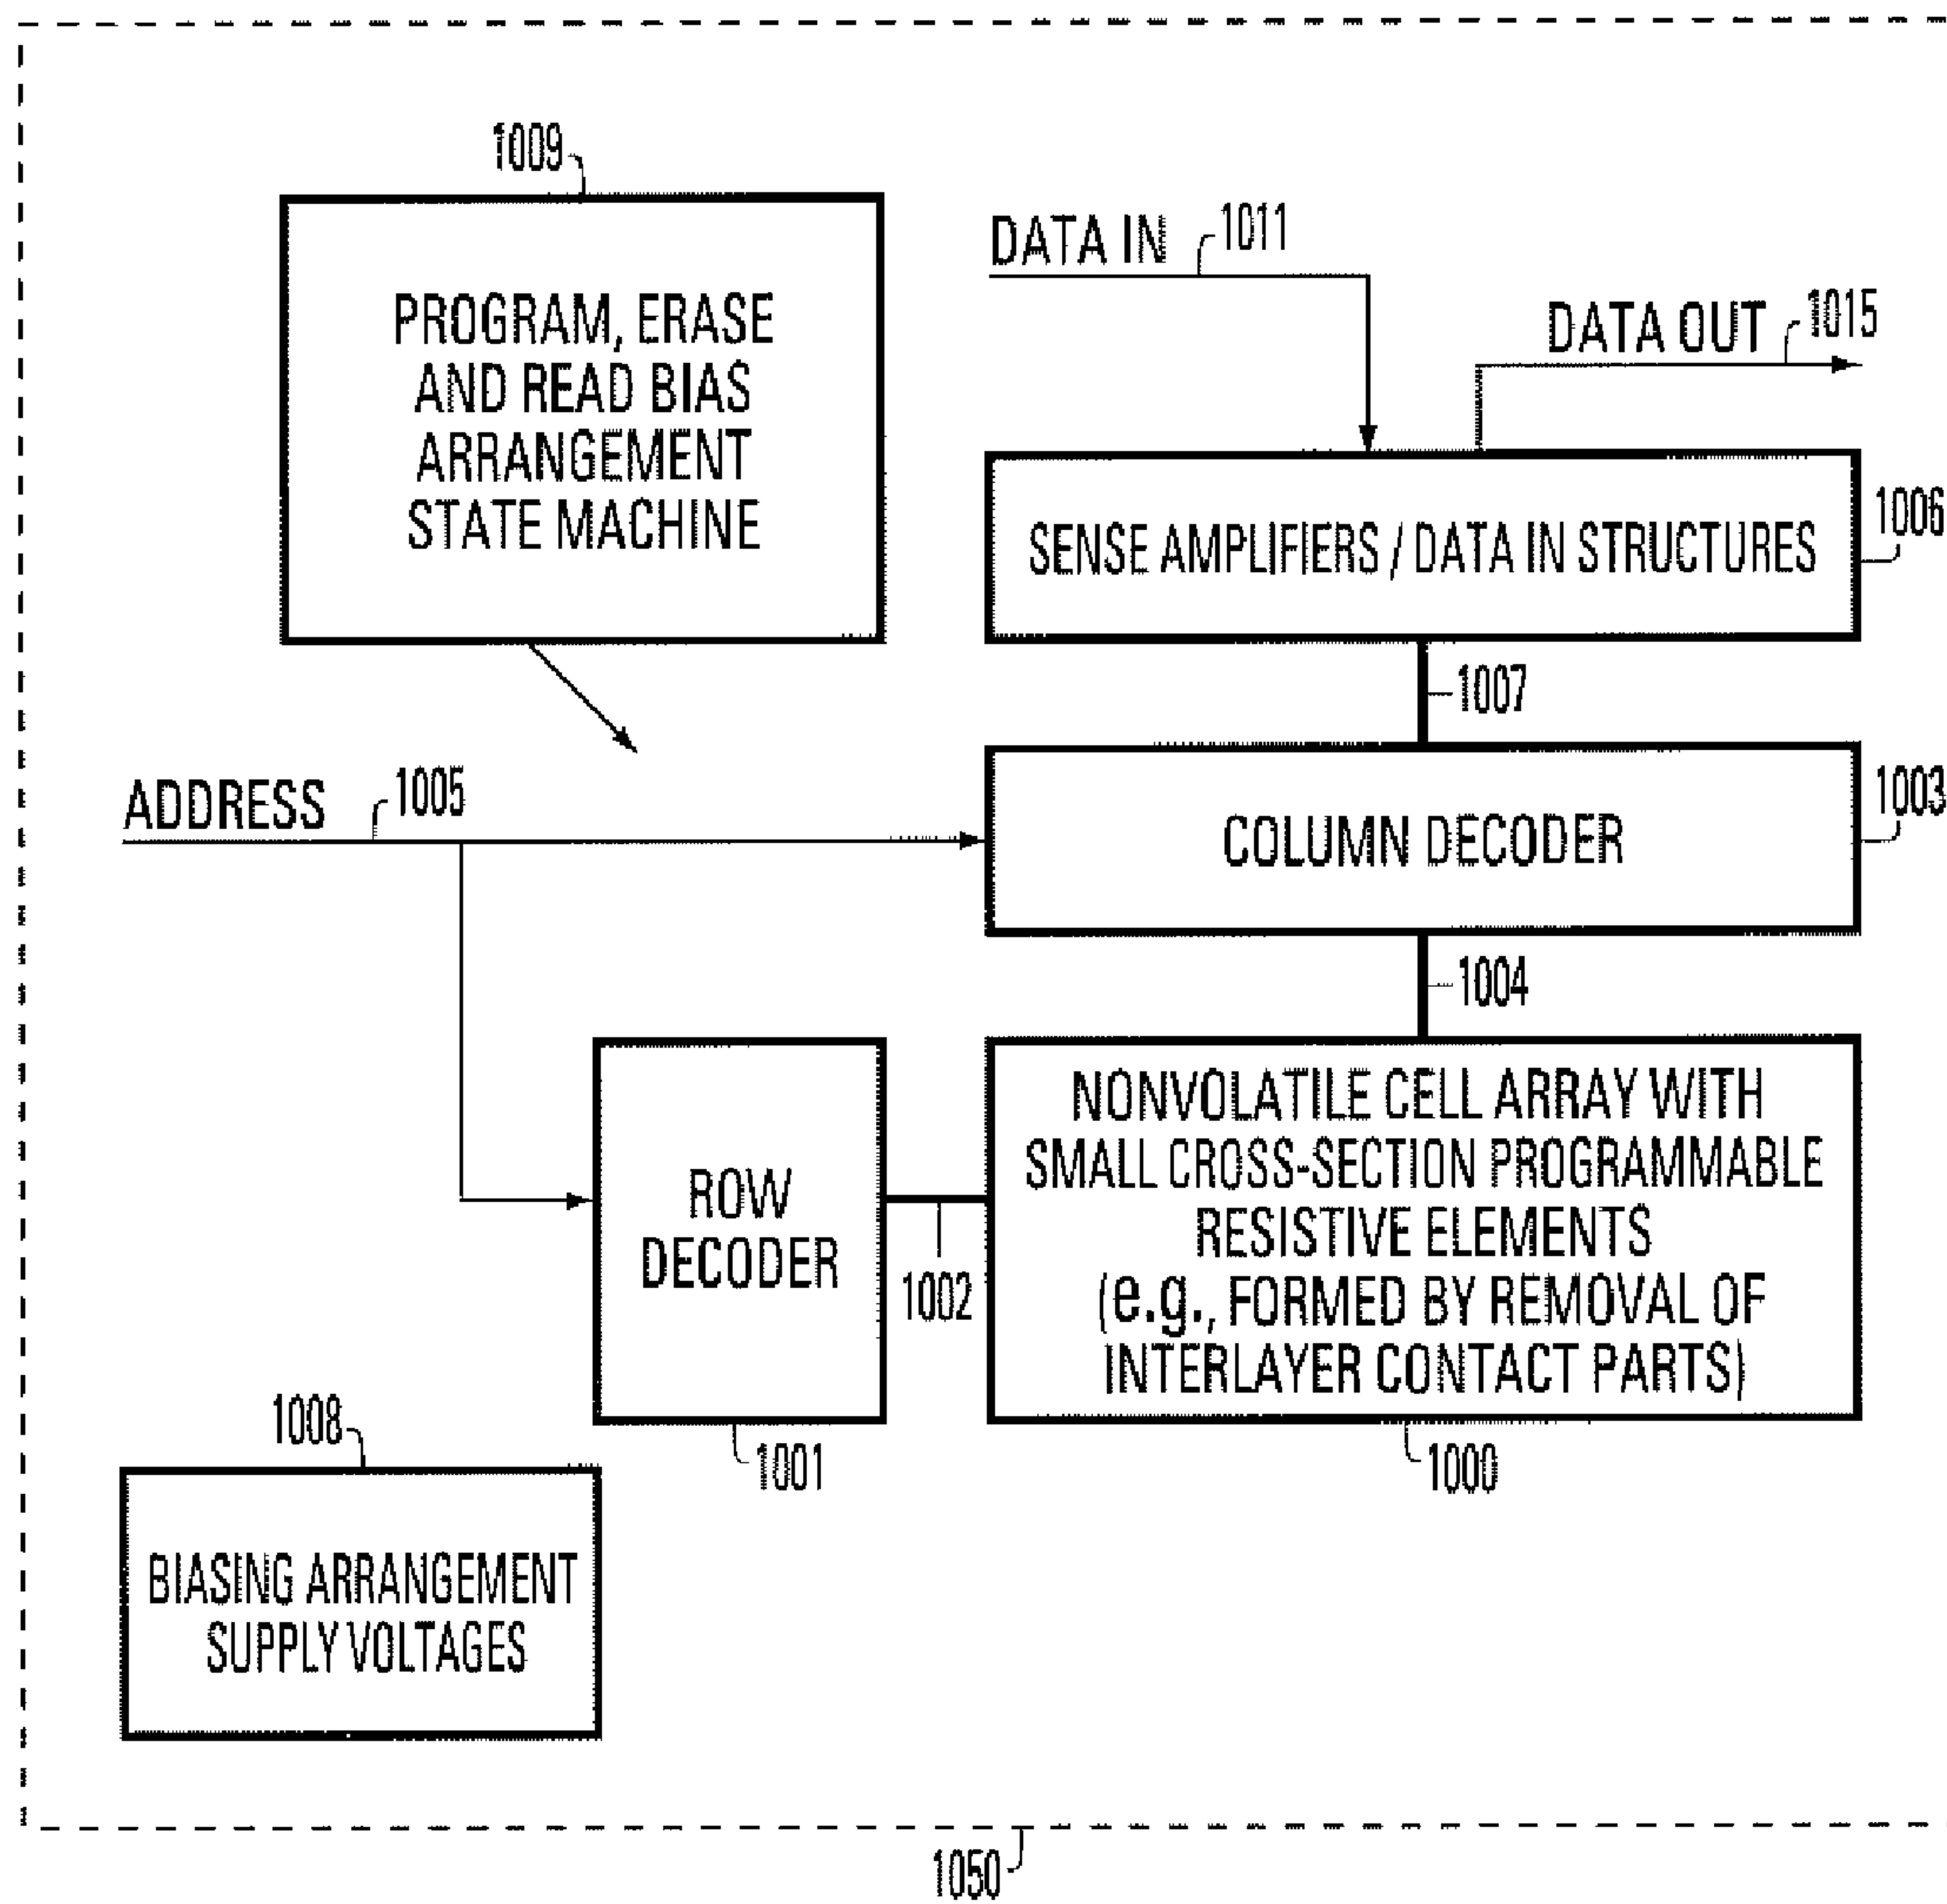 1009
PROGRAM, ERASE
AND READ BIAS
ARRANGEMENT
STATE MACHINE
DATA IN
1011
DATA OUT
1015
SENSE AMPLIFIERS / DATA IN STRUCTURES
1006
1007
ADDRESS
1005
COLUMN DECODER
1003
1004
ROW
DECODER
1001
1002
NONVOLATILE CELL ARRAY WITH
SMALL CROSS-SECTION PROGRAMMABLE
RESISTIVE ELEMENTS
(e.g., FORMED BY REMOVAL OF
INTERLAYER CONTACT PARTS)
1000
1008
BIASING ARRANGEMENT
SUPPLY VOLTAGES
1050